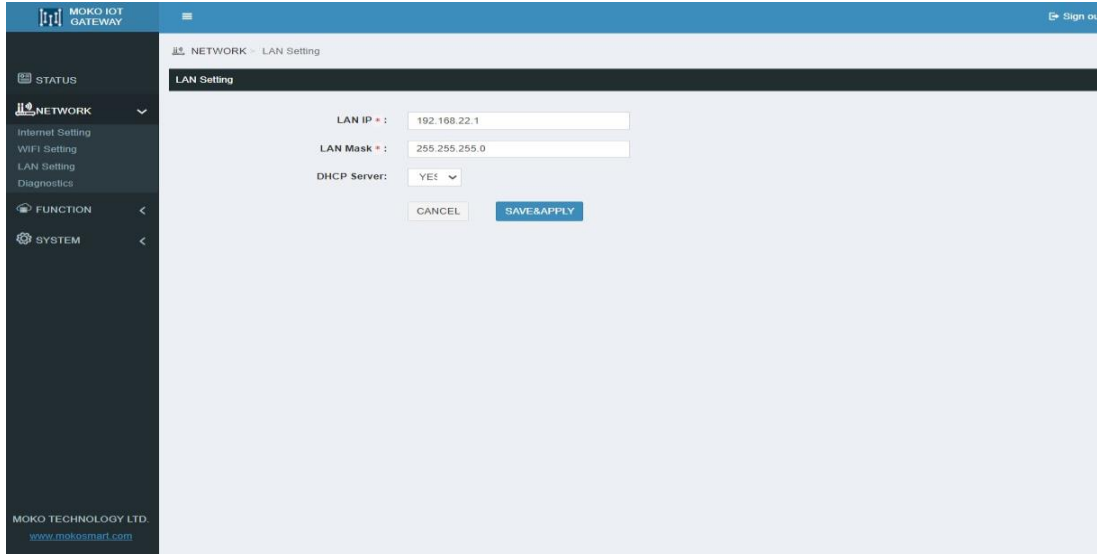 MOKO IOT
GATEWAY
Sign
NETWORK > LAN Setting
STATUS
NETWORK
Internet Setting
WIFI Setting
LAN Setting
Diagnostics
FUNCTION
SYSTEM
MOKO TECHNOLOGY LTD.
www.mokosmart.com
LAN Setting
LAN IP * :
192.168.22.1
LAN Mask * :
255.255.255.0
DHCP Server:
YES
CANCEL
SAVE&APPLY